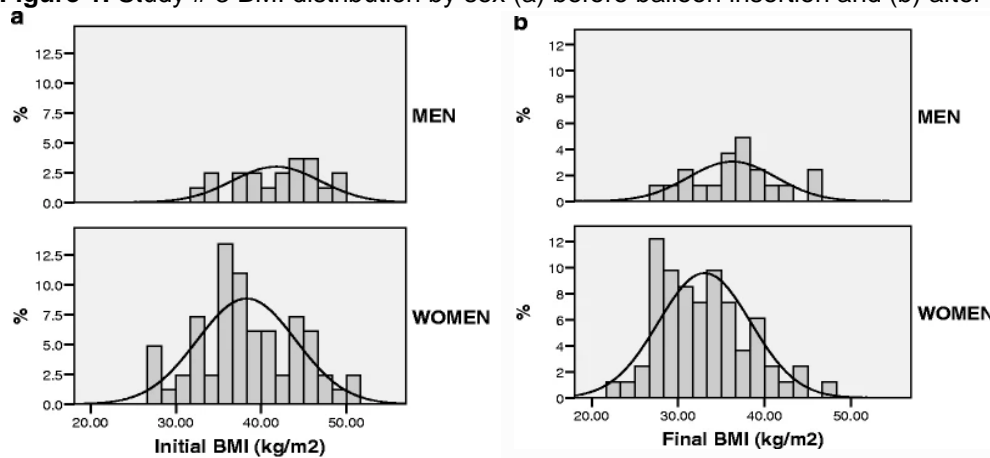 Figure Study # BMI distribution by sex (a) before balloon insertion and (b) after
a
12.5
10.0
7.5
5.0
2.5
0.0
%
MEN
12.5
10.0
7.5
5.0
2.5
0.0
%
WOMEN
20.00 30.00 40.00 50.00
Initial BMI (kg/m2)
b
12
10
8
6
4
2
0
%
MEN
12
10
8
6
4
2
0
%
WOMEN
20.00 30.00 40.00 50.00
Final BMI (kg/m2)